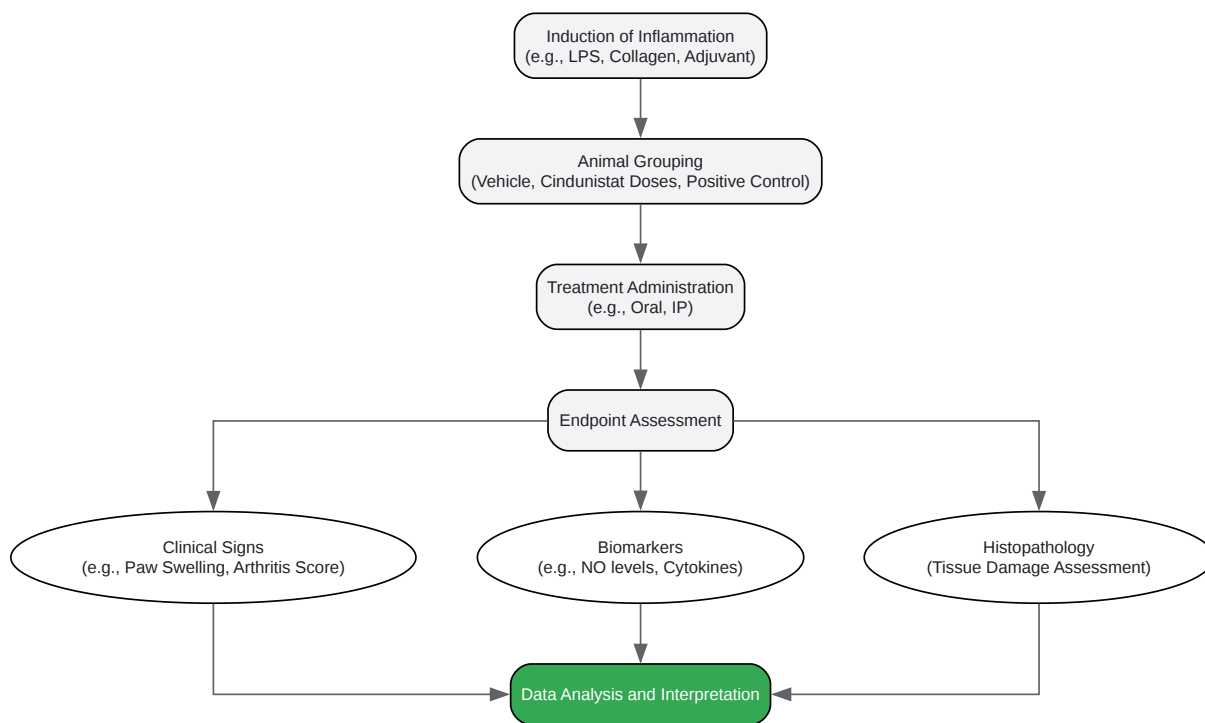 Induction of Inflammation
(e.g., LPS, Collagen, Adjuvant)
Animal Grouping
(Vehicle, Cindunistat Doses, Positive Control)
Treatment Administration
(e.g., Oral, IP)
Endpoint Assessment
Clinical Signs
(e.g., Paw Swelling, Arthritis Score)
Biomarkers
(e.g., NO levels, Cytokines)
Histopathology
(Tissue Damage Assessment)
Data Analysis and Interpretation